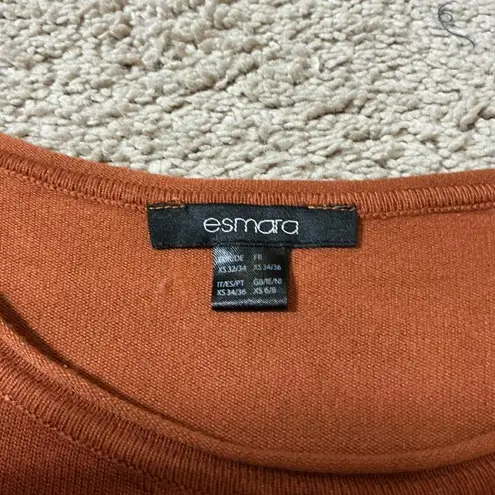 esmara
EUR/DE FR
XS 32/34 XS 34/36
IT/ES/PT GB/IE/NI
XS 34/36 XS 6/8